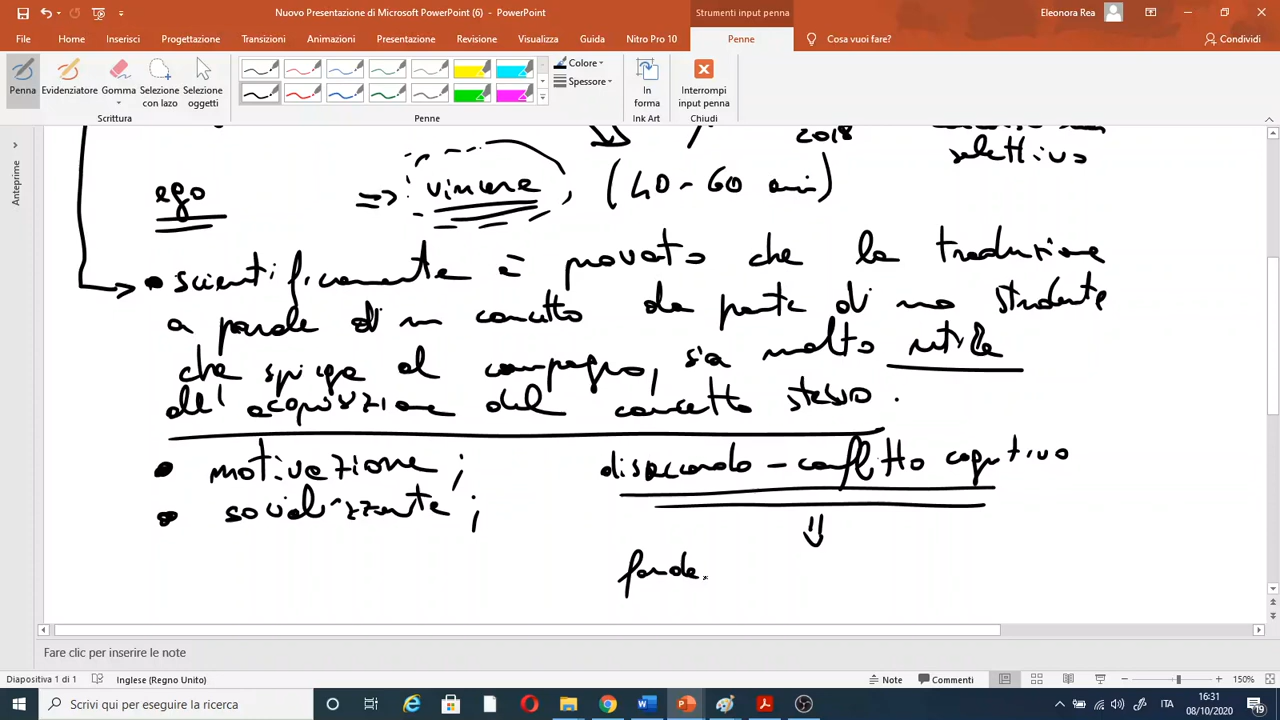 Nuovo Presentazione di Microsoft PowerPoint (6) - PowerPoint
Strumenti input penna
Eleonora Rea
File Home Inserisci Progettazione Transizioni Animazioni Presentazione Revisione Visualizza Guida Nitro Pro 10 Penne Cosa vuoi fare? Condividi
Penna Evidenziatore Gomma Selezione con lazo Selezione oggetti
Colore
Spessore
In forma
Interrompi input penna
Scrittura Penne Ink Art Chiudi
Anteprime
2018
selettivo
ego => vincere (40-60 anni)
• scientificamente è provato che la traduzione
a parole di un concetto da parte di uno studente
che spiega al compagno, sia molto utile
all'acquisizione del concetto stesso.
• motivazione; disaccordo - conflitto cognitivo
• socializzante;
fonde
Fare clic per inserire le note
Diapositiva 1 di 1 Inglese (Regno Unito) Note Commenti 150%
Scrivi qui per eseguire la ricerca
ITA
16:31
08/10/2020
19